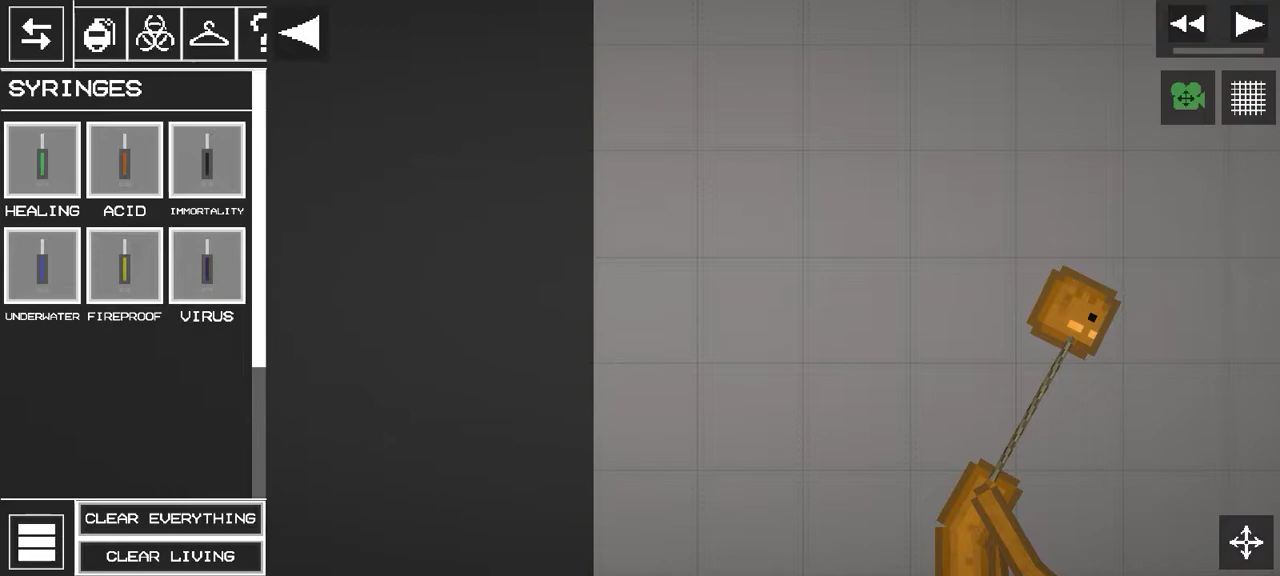 SYRINGES
HEALING ACID IMMORTALITY
UNDERWATER FIREPROOF VIRUS
CLEAR EVERYTHING
CLEAR LIVING